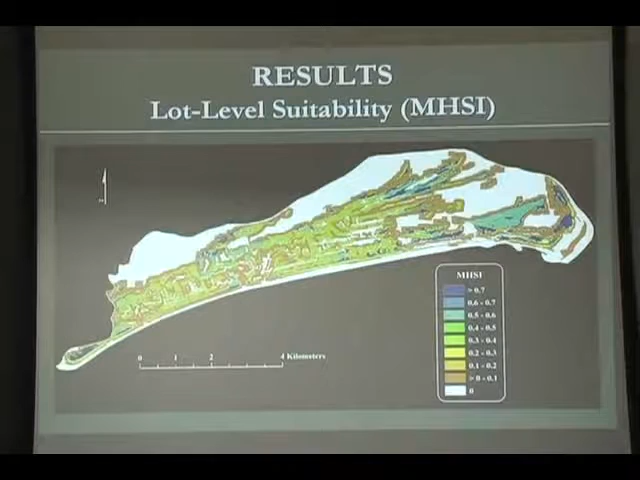 RESULTS
Lot-Level Suitability (MHSI)
MHSI
> 0.7
0.6 - 0.7
0.5 - 0.6
0.4 - 0.5
0.3 - 0.4
0.2 - 0.3
0.1 - 0.2
> 0 - 0.1
0
0 1 2 4 Kilometers